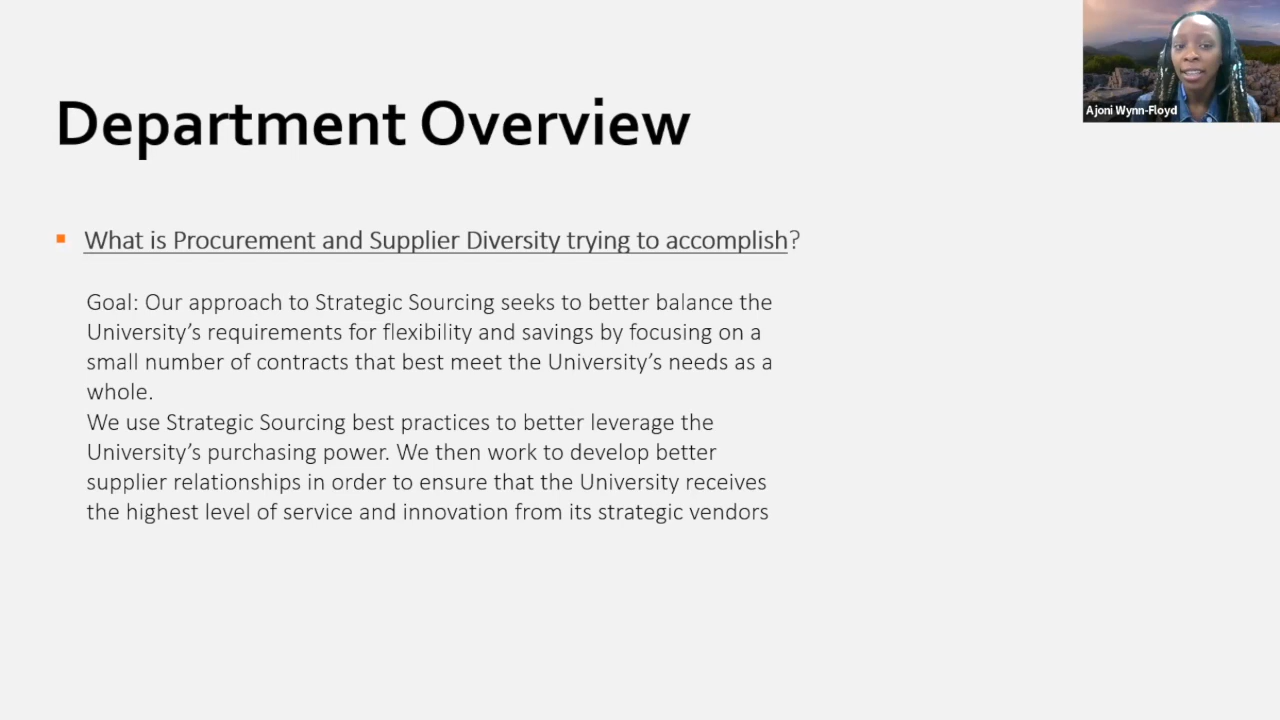 Department Overview
Ajoni Wynn-Floyd
What is Procurement and Supplier Diversity trying to accomplish?
Goal: Our approach to Strategic Sourcing seeks to better balance the
University’s requirements for flexibility and savings by focusing on a
small number of contracts that best meet the University’s needs as a
whole.
We use Strategic Sourcing best practices to better leverage the
University’s purchasing power. We then work to develop better
supplier relationships in order to ensure that the University receives
the highest level of service and innovation from its strategic vendors